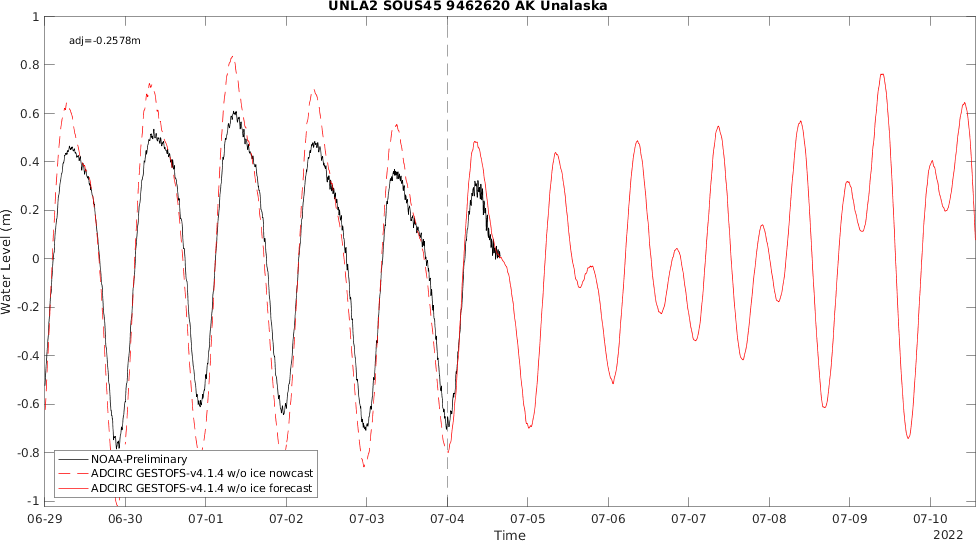 UNLA2 SOUS45 9462620 AK Unalaska
adj=-0.2578m
Water Level (m)
1
0.8
0.6
0.4
0.2
0
-0.2
-0.4
-0.6
-0.8
-1
NOAA-Preliminary
ADCIRC GESTOFS-v4.1.4 w/o ice nowcast
ADCIRC GESTOFS-v4.1.4 w/o ice forecast
06-29 06-30 07-01 07-02 07-03 07-04 07-05 07-06 07-07 07-08 07-09 07-10
Time
2022